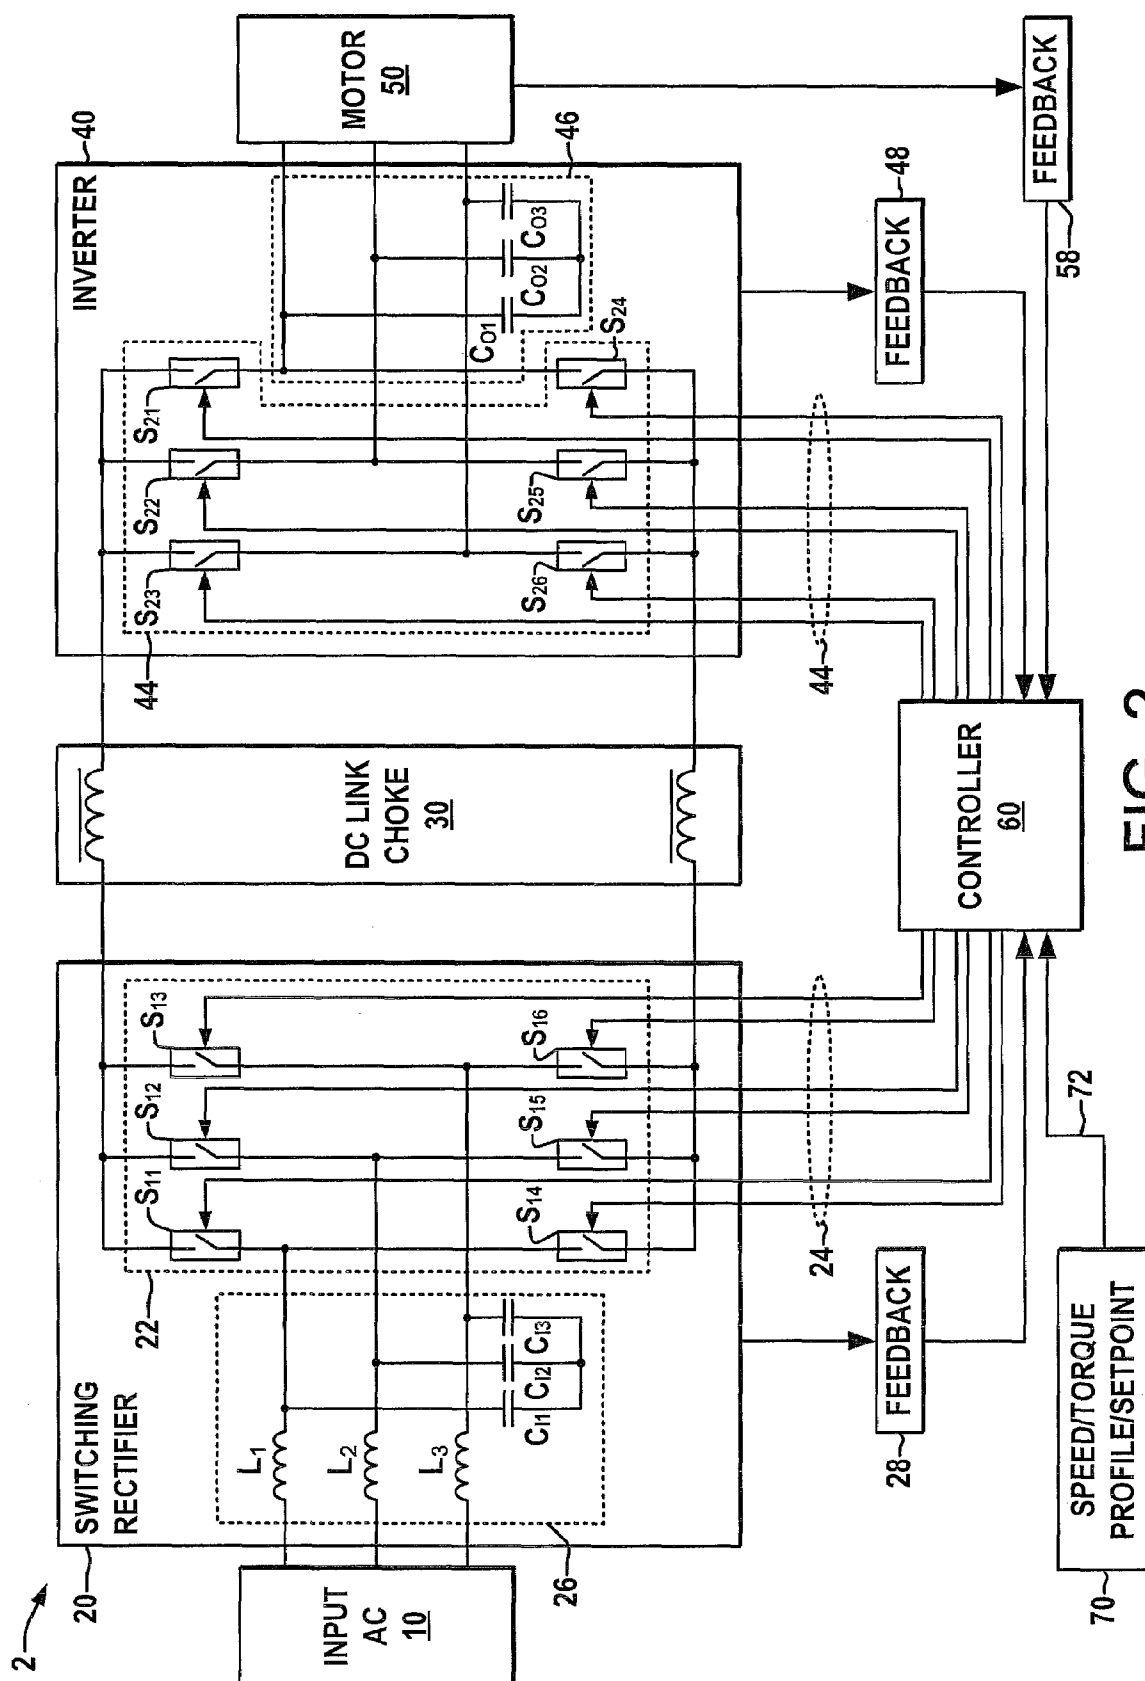 2
20
SWITCHING
RECTIFIER
INPUT
AC
10
26
L1
L2
L3
CI1
CI2
CI3
22
S11
S12
S13
S14
S15
S16
24
28
FEEDBACK
70
SPEED/TORQUE
PROFILE/SETPOINT
72
DC LINK
CHOKE
30
CONTROLLER
60
INVERTER
40
44
S23
S22
S21
S26
S25
S24
44
CO1
CO2
CO3
46
MOTOR
50
FEEDBACK
48
FEEDBACK
58